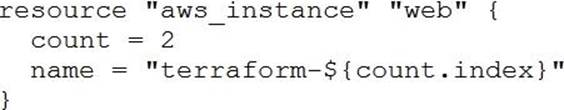 resource "aws_instance" "web" {
  count = 2
  name = "terraform-${count.index}"
}